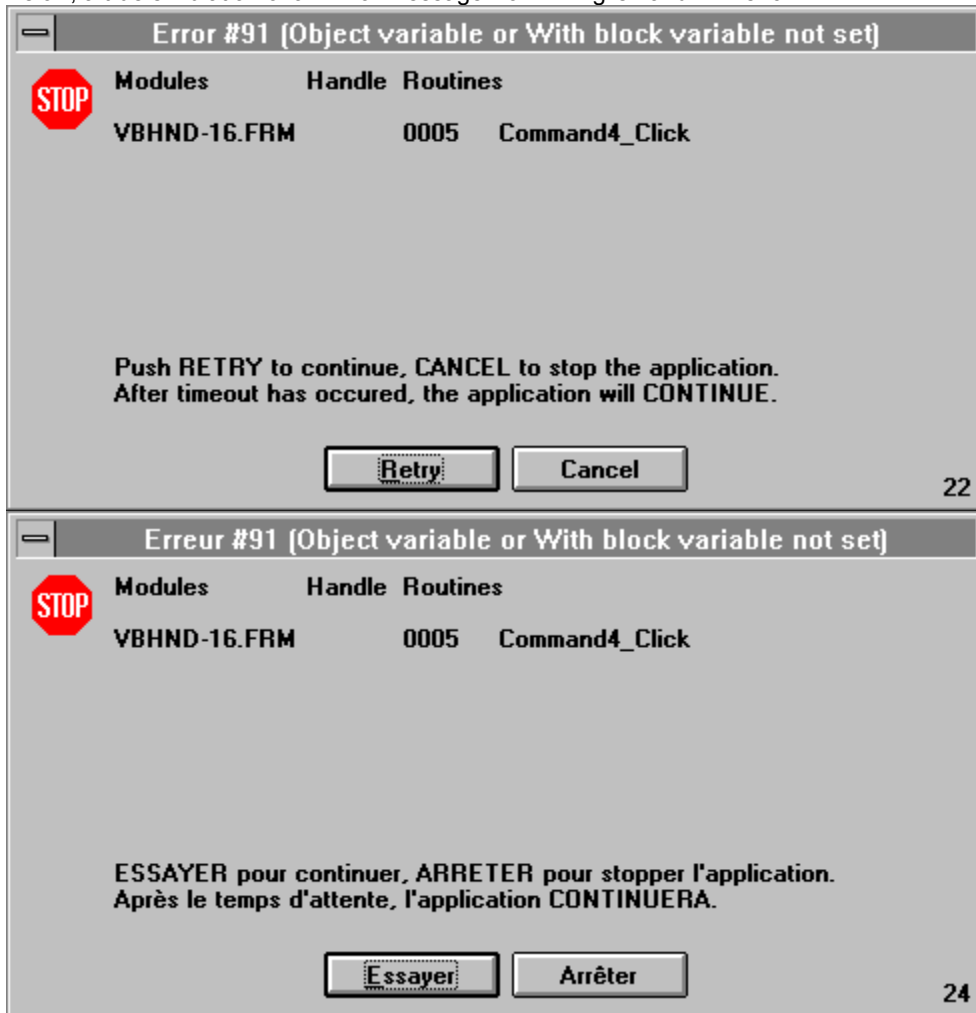 Error #91 (Object variable or With block variable not set)
STOP
Modules Handle Routines
VBHND-16.FRM 0005 Command4_Click
Push RETRY to continue, CANCEL to stop the application.
After timeout has occured, the application will CONTINUE.
Retry Cancel
22
Erreur #91 (Object variable or With block variable not set)
STOP
Modules Handle Routines
VBHND-16.FRM 0005 Command4_Click
ESSAYER pour continuer, ARRETER pour stopper l'application.
Après le temps d'attente, l'application CONTINUERA.
Essayer Arrêter
24